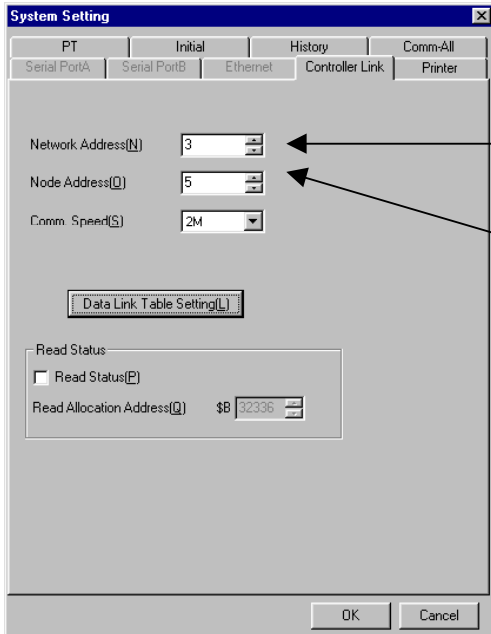 System Setting
PT Initial History Comm-All
Serial PortA Serial PortB Ethernet Controller Link Printer
Network Address(N) 3
Node Address(O) 5
Comm. Speed(S) 2M
Data Link Table Setting(L)
Read Status
Read Status(P)
Read Allocation Address(Q) $B 32336
OK Cancel